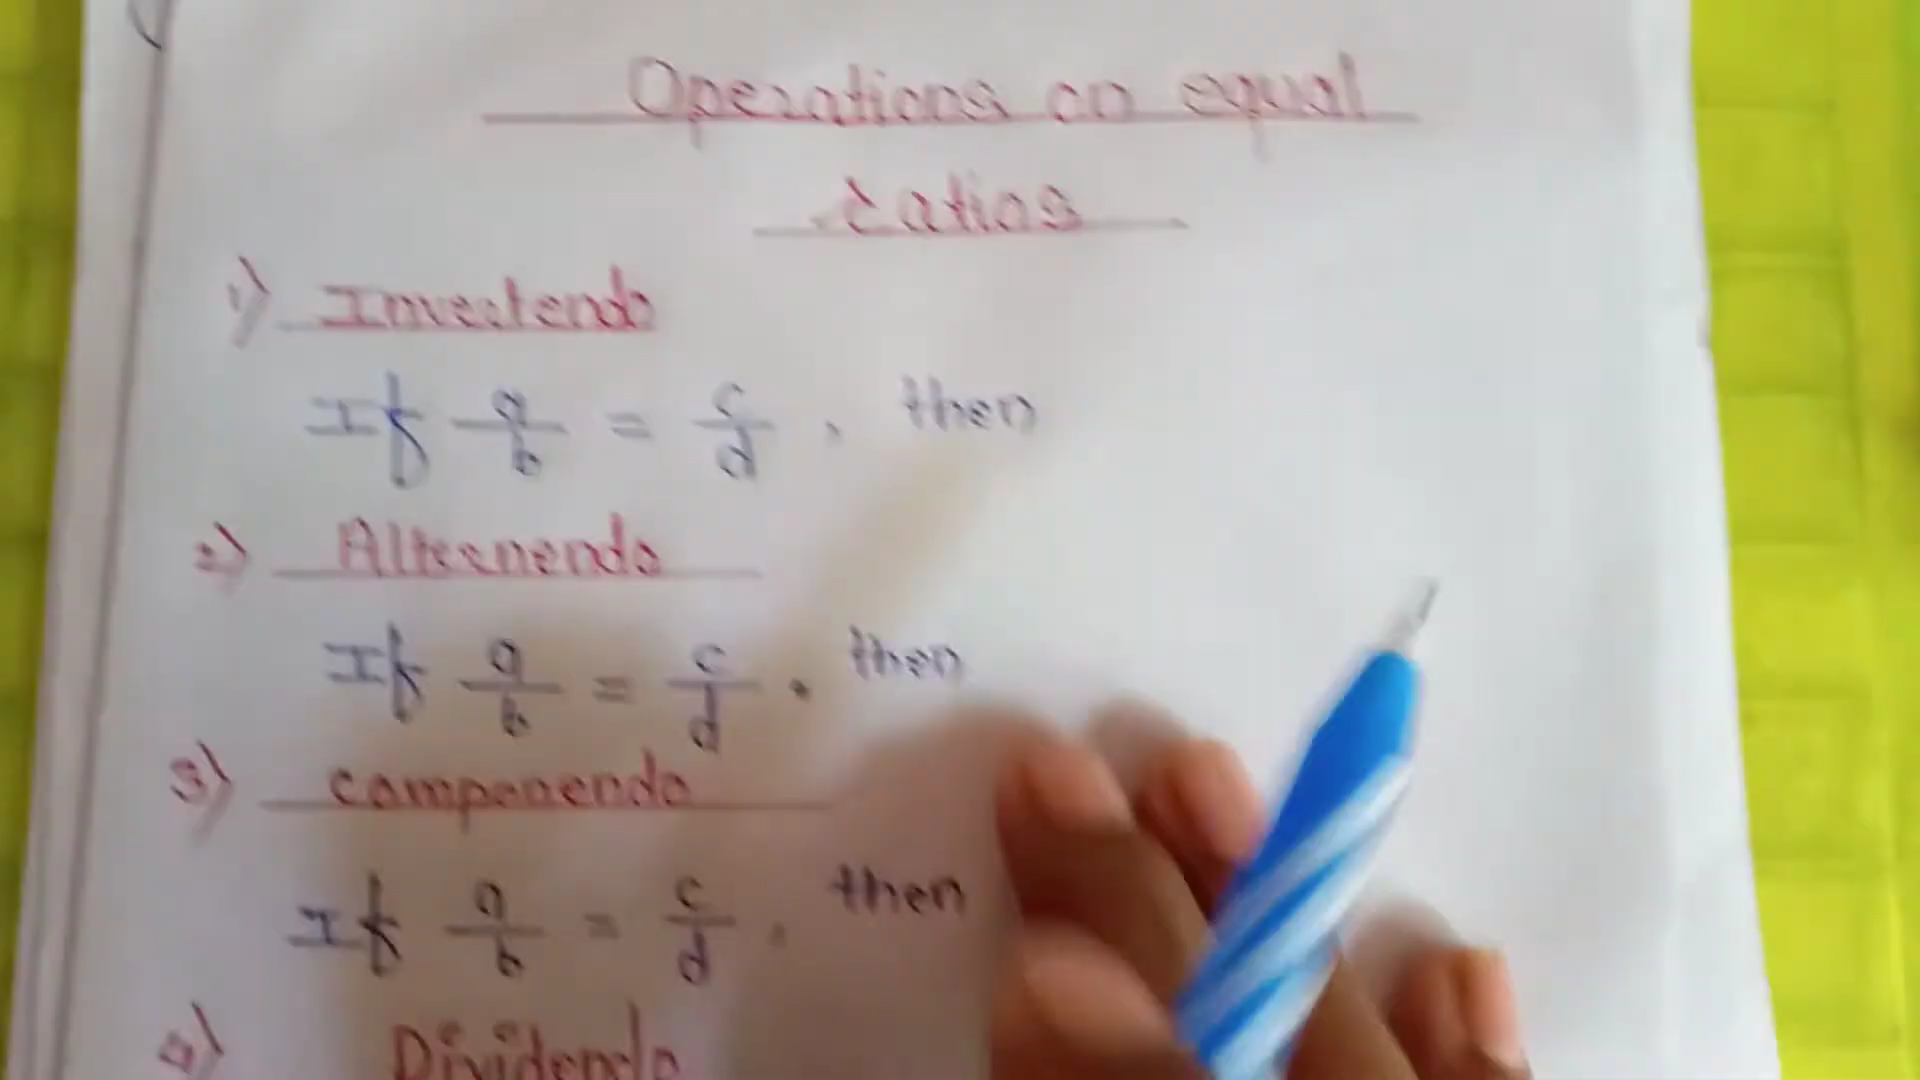 Operations on equal
ratios
1) Invertendo
If a/b = c/d, then
2) Alternendo
If a/b = c/d, then
3) componendo
If a/b = c/d, then
4) Dividendo